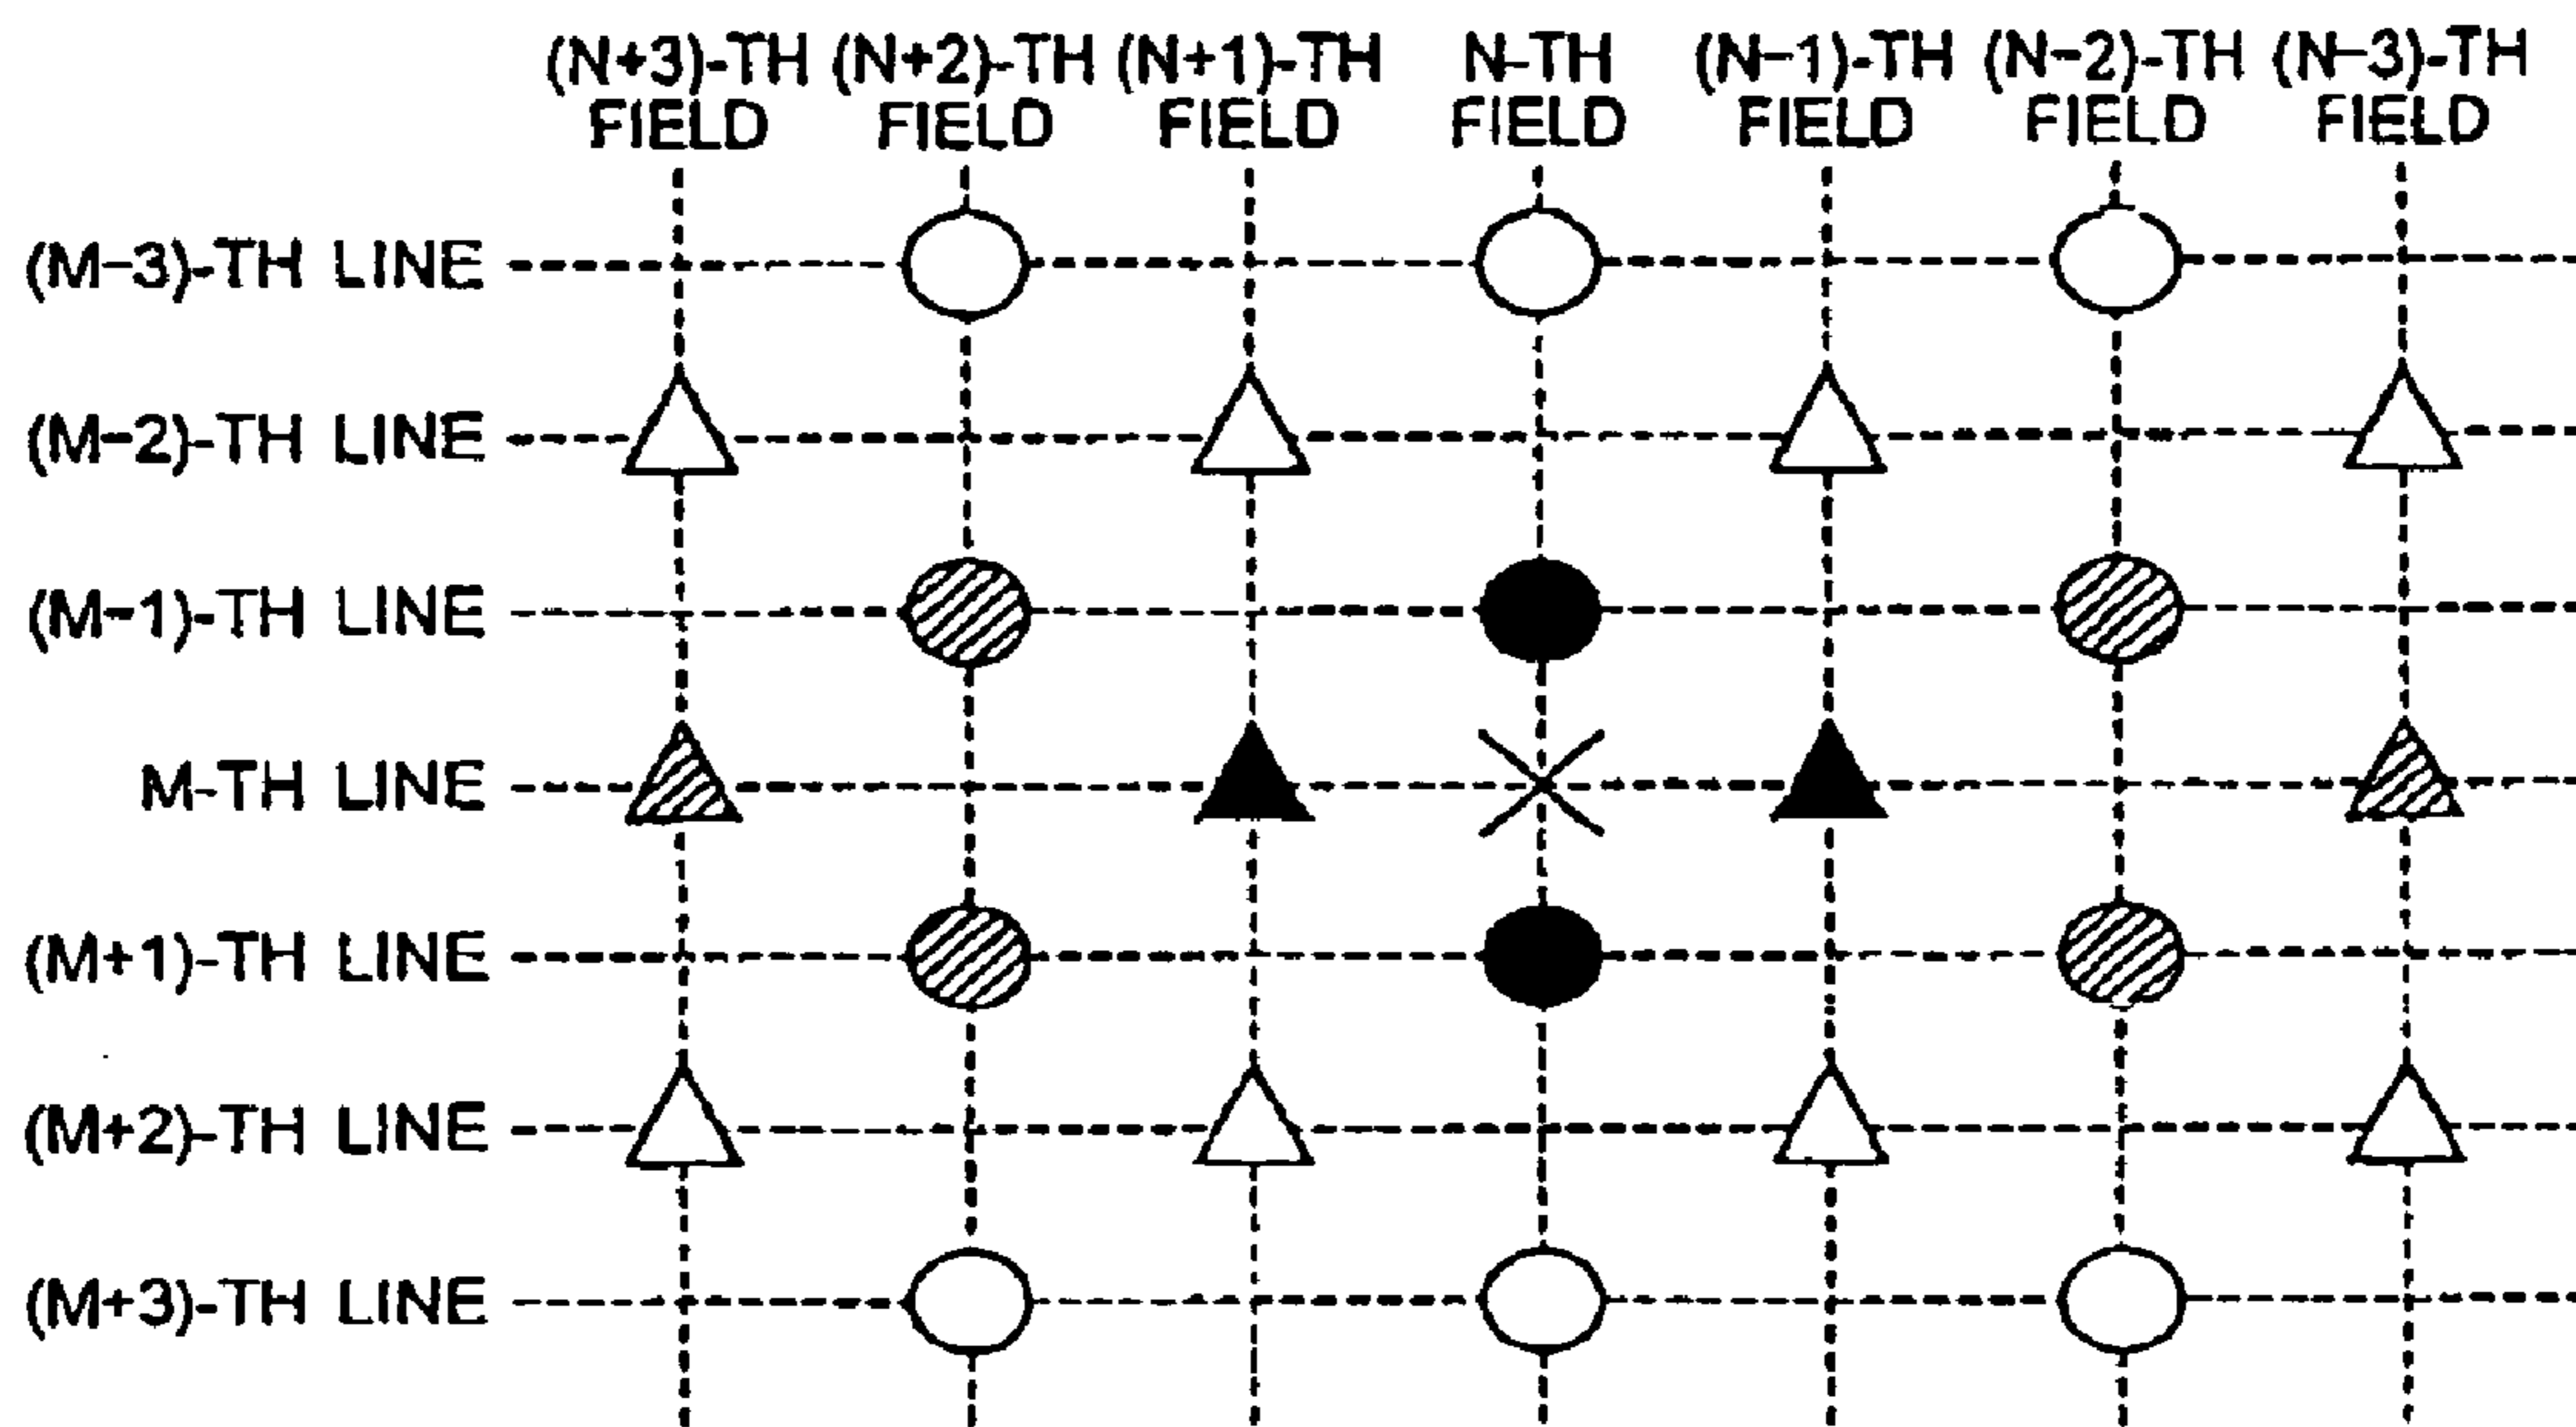 (N+3)-TH (N+2)-TH (N+1)-TH N-TH (N-1)-TH (N-2)-TH (N-3)-TH
FIELD FIELD FIELD FIELD FIELD FIELD FIELD
(M-3)-TH LINE
(M-2)-TH LINE
(M-1)-TH LINE
M-TH LINE
(M+1)-TH LINE
(M+2)-TH LINE
(M+3)-TH LINE